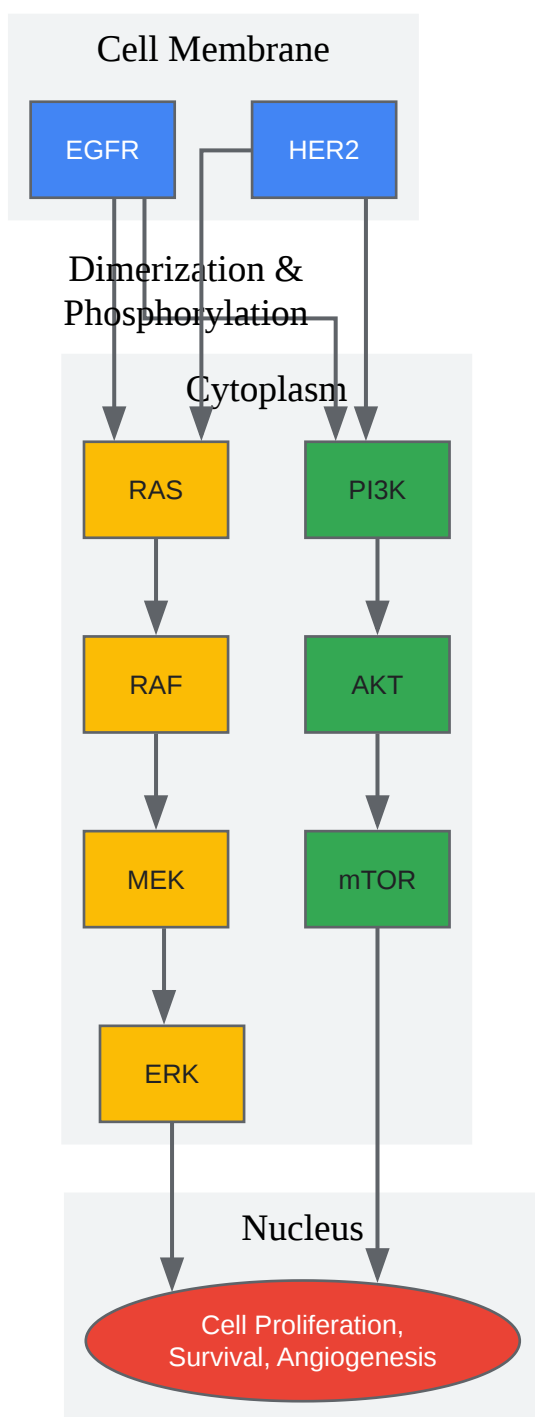 Cell Membrane
EGFR
HER2
Dimerization &
Phosphorylation
Cytoplasm
RAS
PI3K
RAF
AKT
MEK
mTOR
ERK
Nucleus
Cell Proliferation,
Survival, Angiogenesis